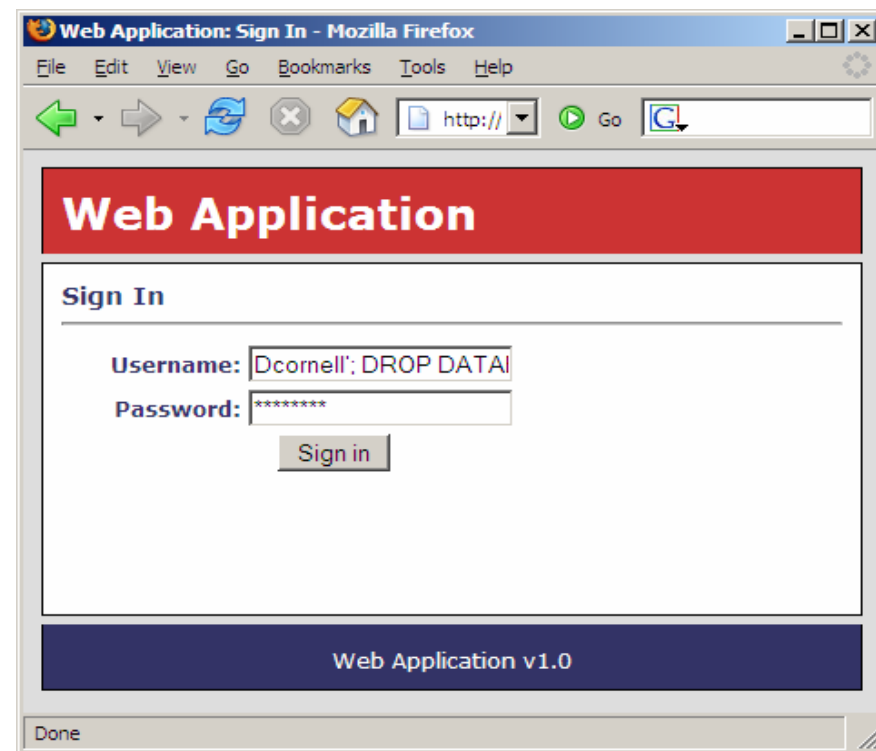 Web Application: Sign In - Mozilla Firefox
File Edit View Go Bookmarks Tools Help
http:// Go G
Web Application
Sign In
Username: Dcornell'; DROP DATA
Password: ********
Sign in
Web Application v1.0
Done